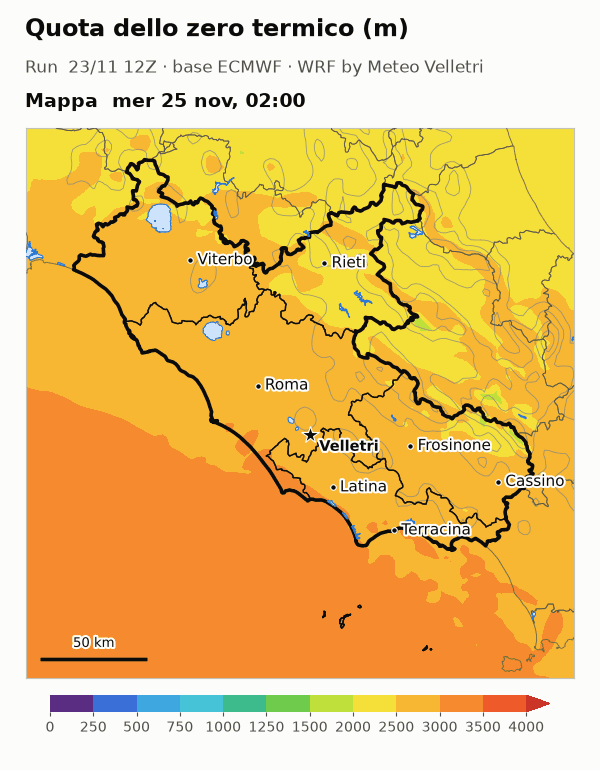 Quota dello zero termico (m)
Run  23/11 12Z · base ECMWF · WRF by Meteo Velletri
Mappa  mer 25 nov, 02:00
Viterbo
Rieti
Roma
Velletri
Frosinone
Cassino
Latina
Terracina
50 km
0 250 500 750 1000 1250 1500 2000 2500 3000 3500 4000